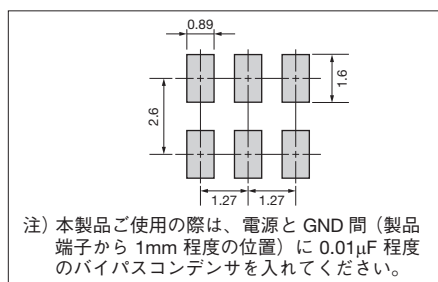 0.89
1.6
2.6
1.27
1.27
注）本製品ご使用の際は、電源と GND 間（製品
端子から 1mm 程度の位置）に 0.01μF 程度
のバイパスコンデンサを入れてください。